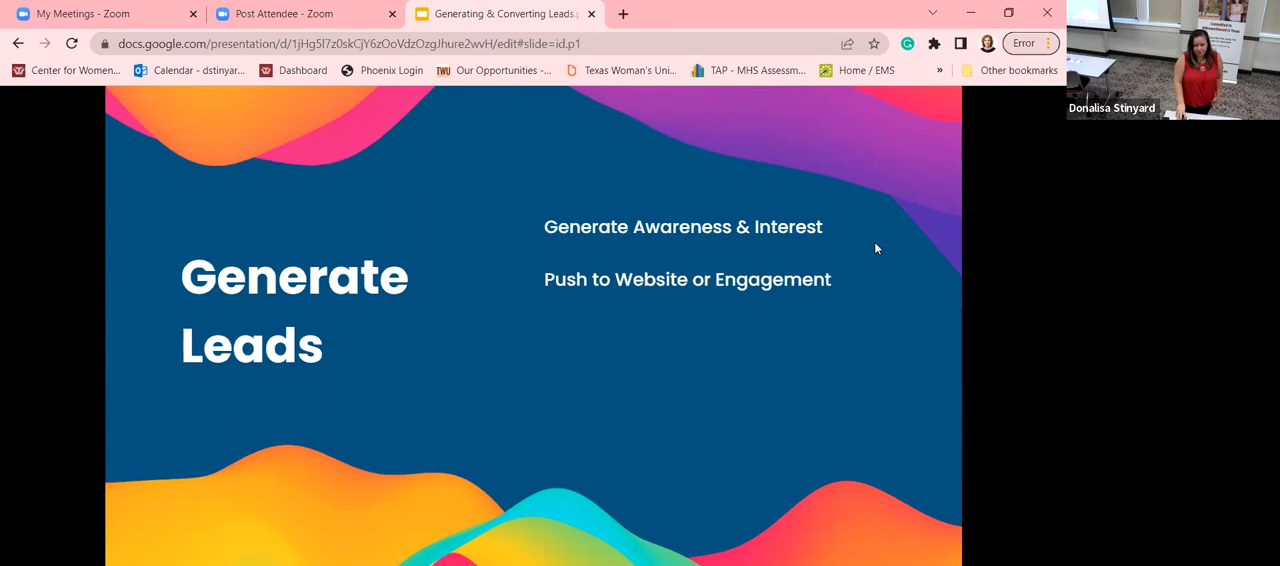 My Meetings - Zoom
Post Attendee - Zoom
Generating & Converting Leads.p
docs.google.com/presentation/d/1jHg5I7z0skCjY6zOoVdzOzgJhure2wvH/edit#slide=id.p1
Error
Center for Women...
Calendar - dstinyar...
Dashboard
Phoenix Login
TWU
Our Opportunities -...
Texas Woman's Uni...
TAP - MHS Assessm...
Home / EMS
»
Other bookmarks
Donalisa Stinyard
Generate
Leads
Generate Awareness & Interest
Push to Website or Engagement